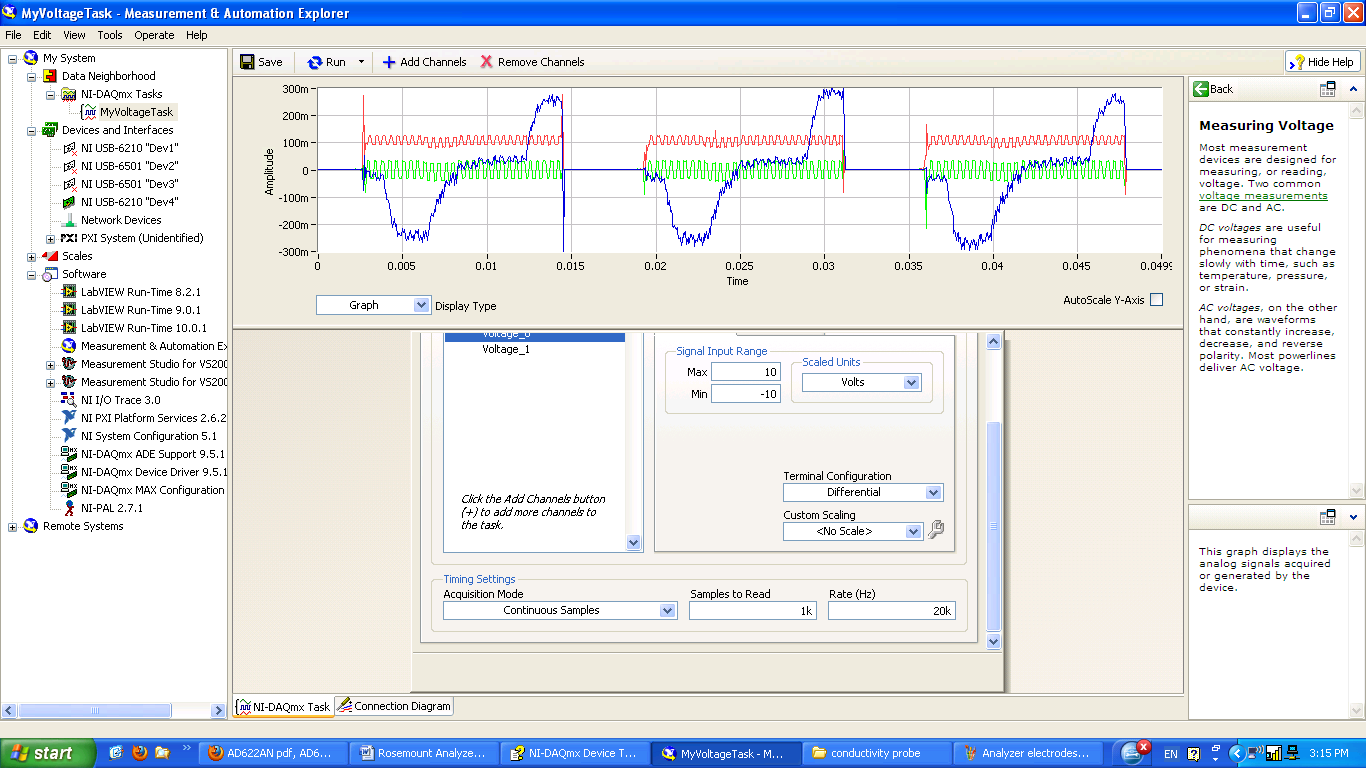 MyVoltageTask - Measurement & Automation Explorer
File Edit View Tools Operate Help
My System
Data Neighborhood
NI-DAQmx Tasks
MyVoltageTask
Devices and Interfaces
NI USB-6210 "Dev1"
NI USB-6501 "Dev2"
NI USB-6501 "Dev3"
NI USB-6210 "Dev4"
Network Devices
PXI PXI System (Unidentified)
Scales
Software
LabVIEW Run-Time 8.2.1
LabVIEW Run-Time 9.0.1
LabVIEW Run-Time 10.0.1
Measurement & Automation Ex
Measurement Studio for VS200
Measurement Studio for VS200
NI I/O Trace 3.0
NI PXI Platform Services 2.6.2
NI System Configuration 5.1
NI-DAQmx ADE Support 9.5.1
NI-DAQmx Device Driver 9.5.1
NI-DAQmx MAX Configuration
NI-PAL 2.7.1
Remote Systems
Save Run Add Channels Remove Channels
Hide Help
300m
200m
100m
0
-100m
-200m
-300m
Amplitude
0 0.005 0.01 0.015 0.02 0.025 0.03 0.035 0.04 0.045 0.0499
Time
Graph Display Type
AutoScale Y-Axis
Voltage_0
Voltage_1
Click the Add Channels button
(+) to add more channels to
the task.
Signal Input Range
Max 10
Min -10
Scaled Units
Volts
Terminal Configuration
Differential
Custom Scaling
<No Scale>
Timing Settings
Acquisition Mode Samples to Read Rate (Hz)
Continuous Samples 1k 20k
NI-DAQmx Task Connection Diagram
Back
Measuring Voltage
Most measurement
devices are designed for
measuring, or reading,
voltage. Two common
voltage measurements
are DC and AC.
DC voltages are useful
for measuring
phenomena that change
slowly with time, such as
temperature, pressure,
or strain.
AC voltages, on the other
hand, are waveforms
that constantly increase,
decrease, and reverse
polarity. Most powerlines
deliver AC voltage.
This graph displays the
analog signals acquired
or generated by the
device.
start
AD622AN pdf, AD6...
Rosemount Analyze...
NI-DAQmx Device T...
MyVoltageTask - M...
conductivity probe
Analyzer electrodes...
EN
3:15 PM